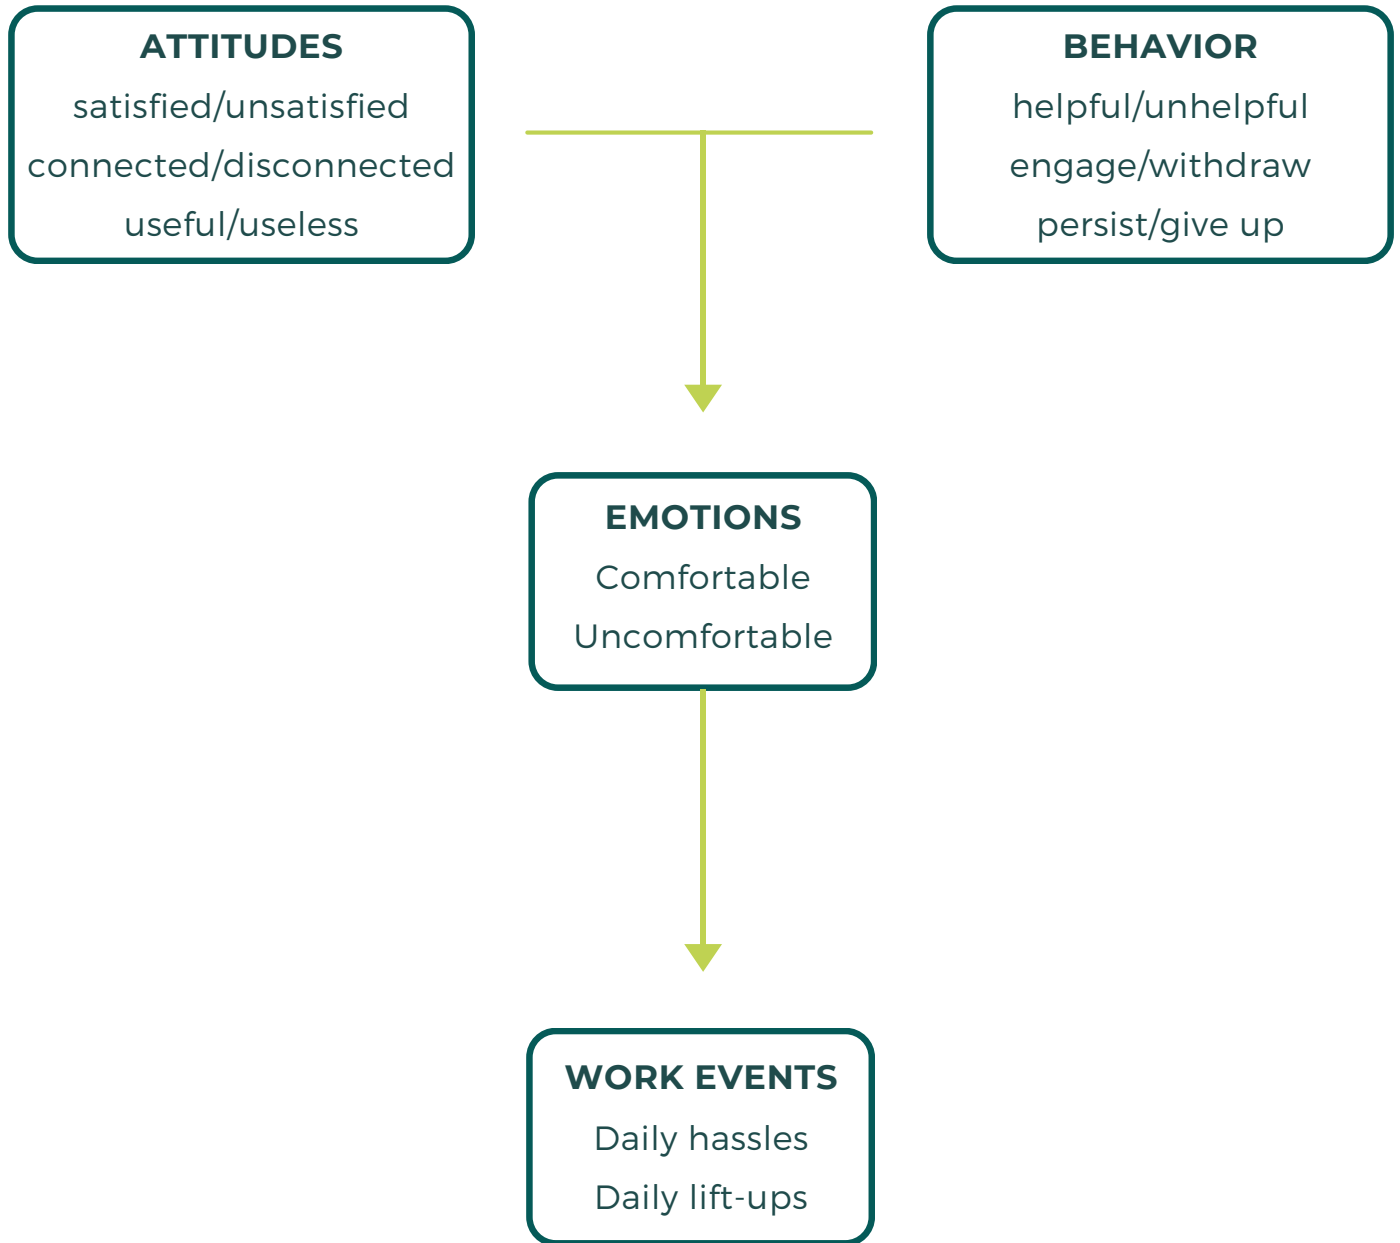 ATTITUDES
satisfied/unsatisfied
connected/disconnected
useful/useless
BEHAVIOR
helpful/unhelpful
engage/withdraw
persist/give up
EMOTIONS
Comfortable
Uncomfortable
WORK EVENTS
Daily hassles
Daily lift-ups